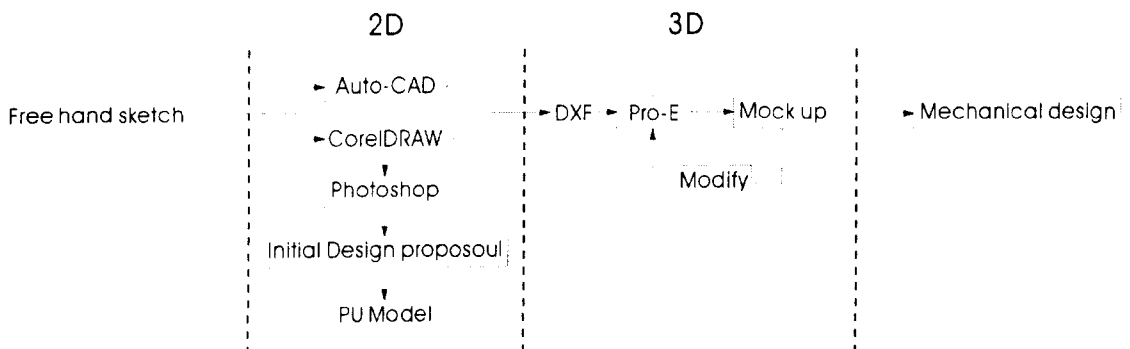 2D
3D
Auto-CAD
Free hand sketch
DXF
Pro-E
Mock up
Mechanical design
CorelDRAW
Photoshop
Modify
Initial Design proposoul
PU Model